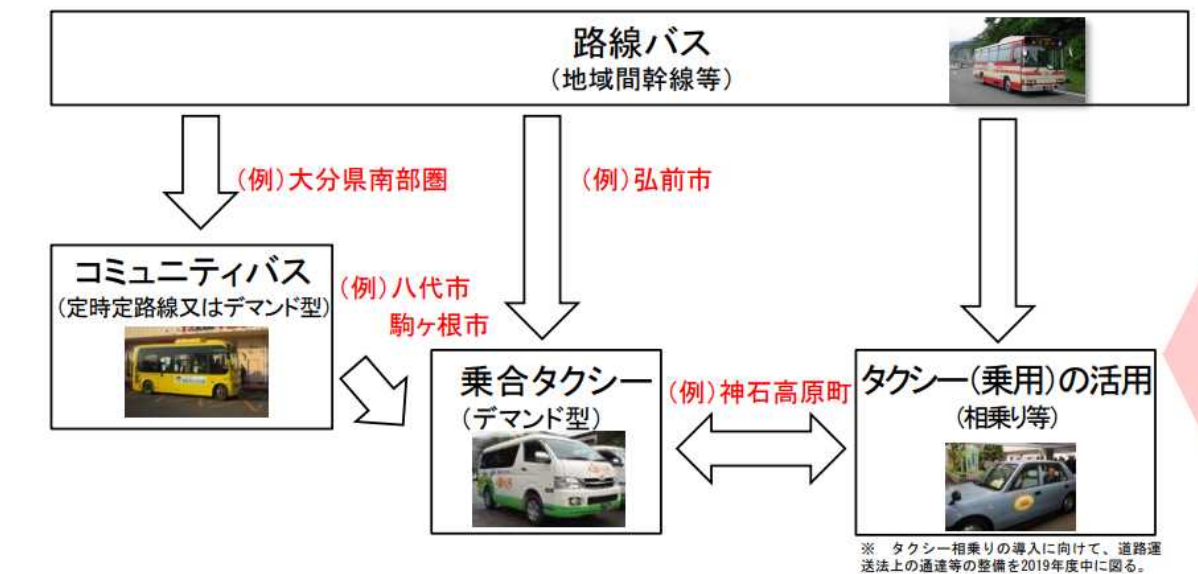 路線バス
(地域間幹線等)
(例)大分県南部圏
(例)弘前市
コミュニティバス
(定時定路線又はデマンド型)
(例)八代市
駒ヶ根市
乗合タクシー
(デマンド型)
(例)神石高原町
タクシー(乗用)の活用
(相乗り等)
※ タクシー相乗りの導入に向けて、道路運
送法上の通達等の整備を2019年度中に図る。